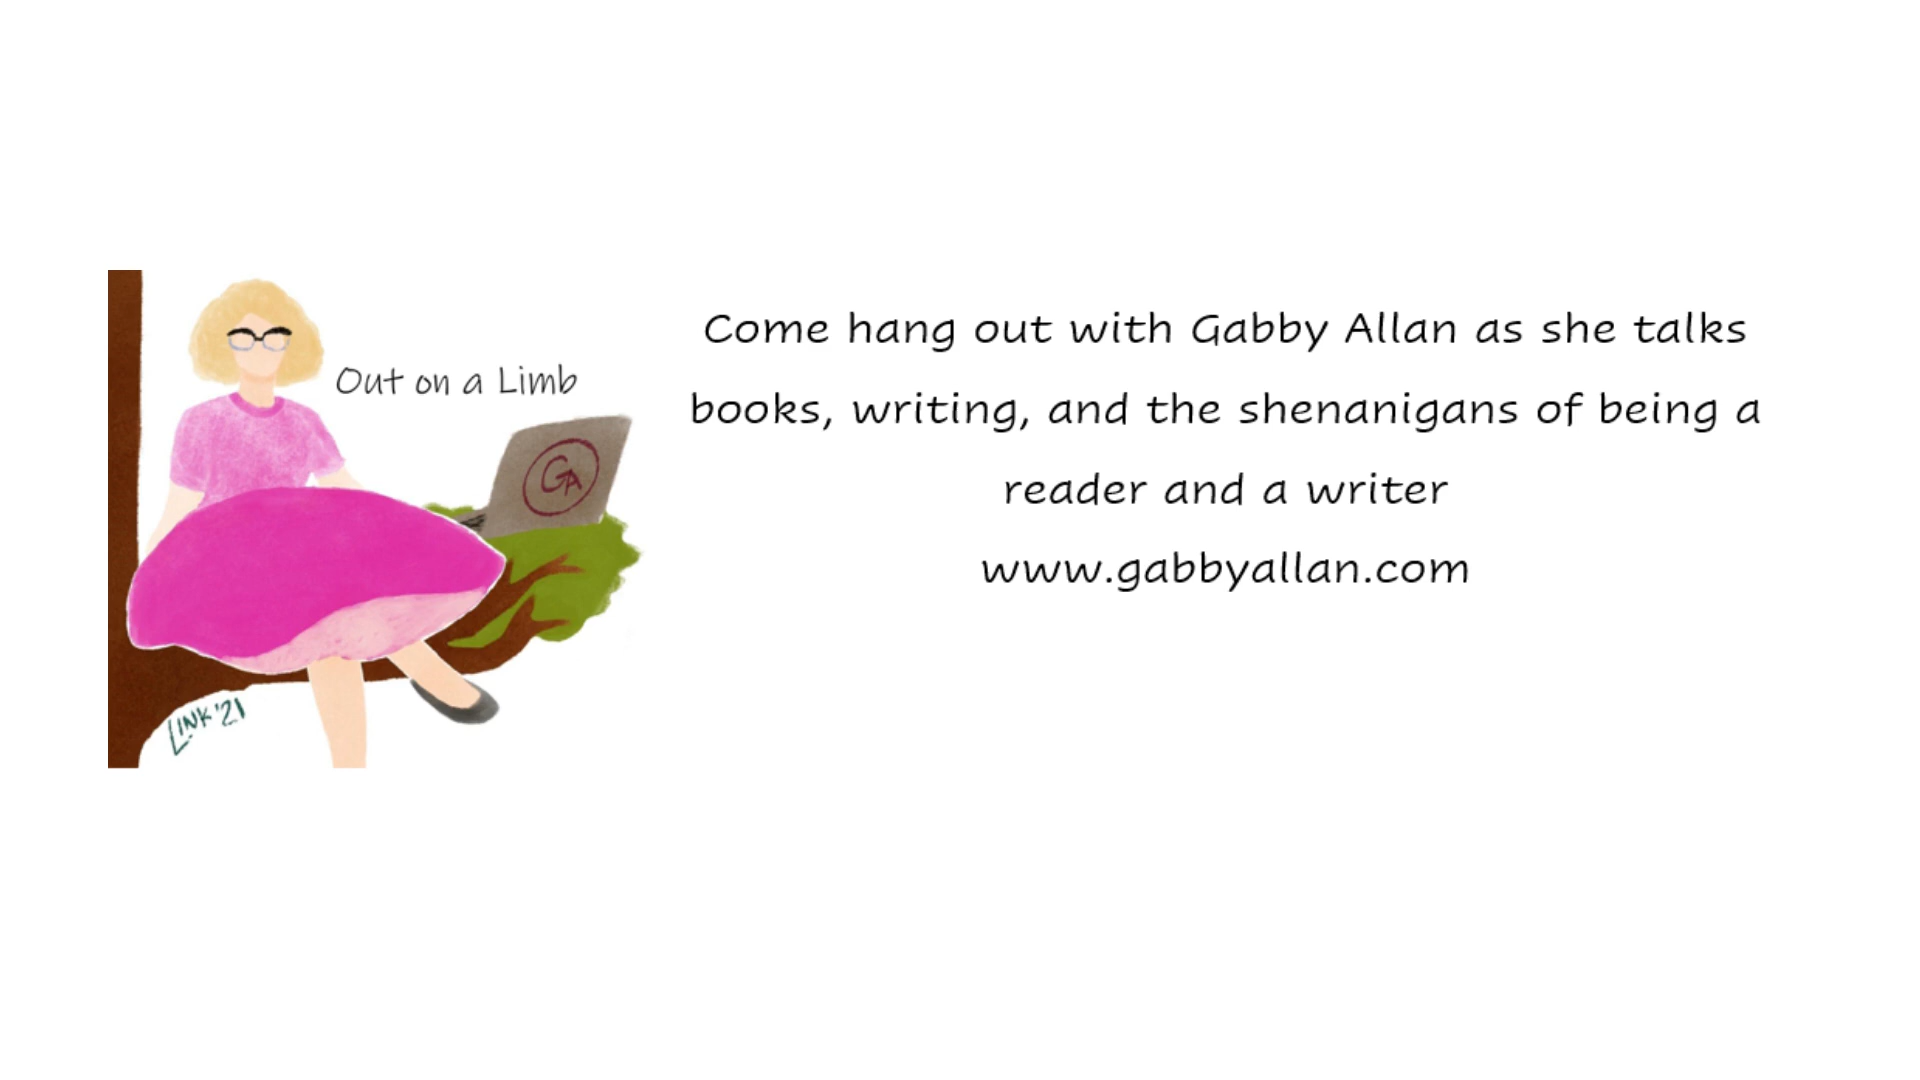 Out on a Limb
GA
LINK '21
Come hang out with Gabby Allan as she talks
books, writing, and the shenanigans of being a
reader and a writer
www.gabbyallan.com